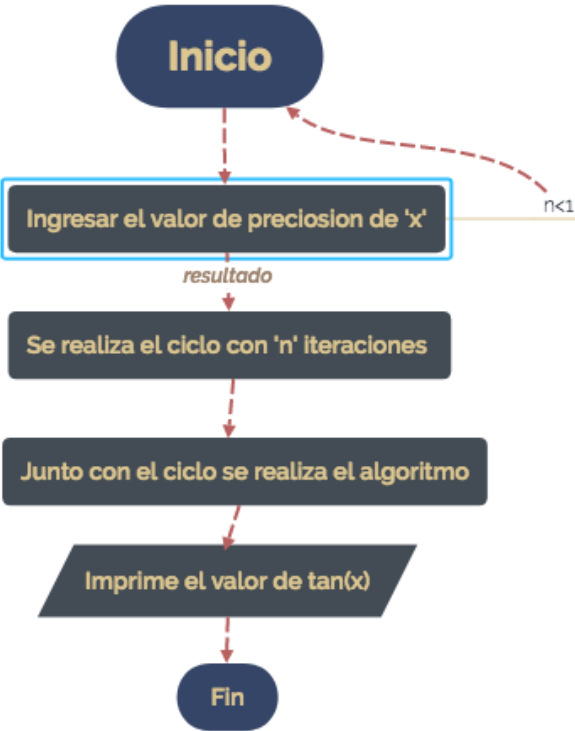 Inicio
n<1
Ingresar el valor de preciosion de 'x'
resultado
Se realiza el ciclo con 'n' iteraciones
Junto con el ciclo se realiza el algoritmo
Imprime el valor de tan(x)
Fin